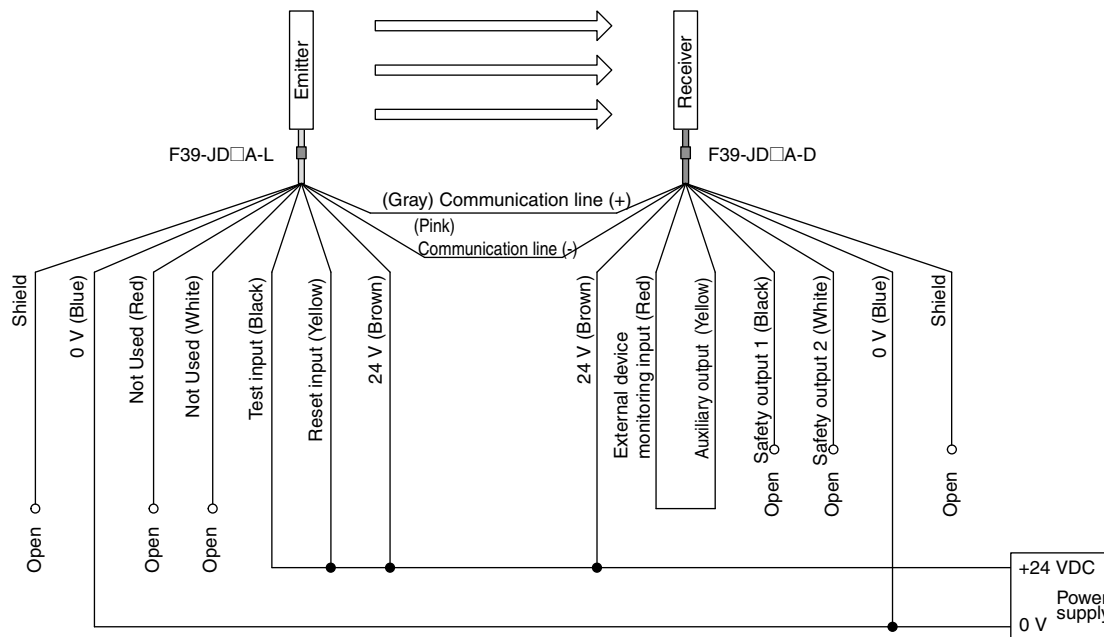 Emitter
Receiver
F39-JD□A-L
F39-JD□A-D
(Gray) Communication line (+)
(Pink)
Communication line (-)
Shield
0 V (Blue)
Not Used (Red)
Not Used (White)
Test input (Black)
Reset input (Yellow)
24 V (Brown)
24 V (Brown)
External device
monitoring input (Red)
Auxiliary output (Yellow)
Safety output 1 (Black)
Safety output 2 (White)
0 V (Blue)
Shield
Open
Open
Open
Open
Open
Open
+24 VDC
Power
supply
0 V